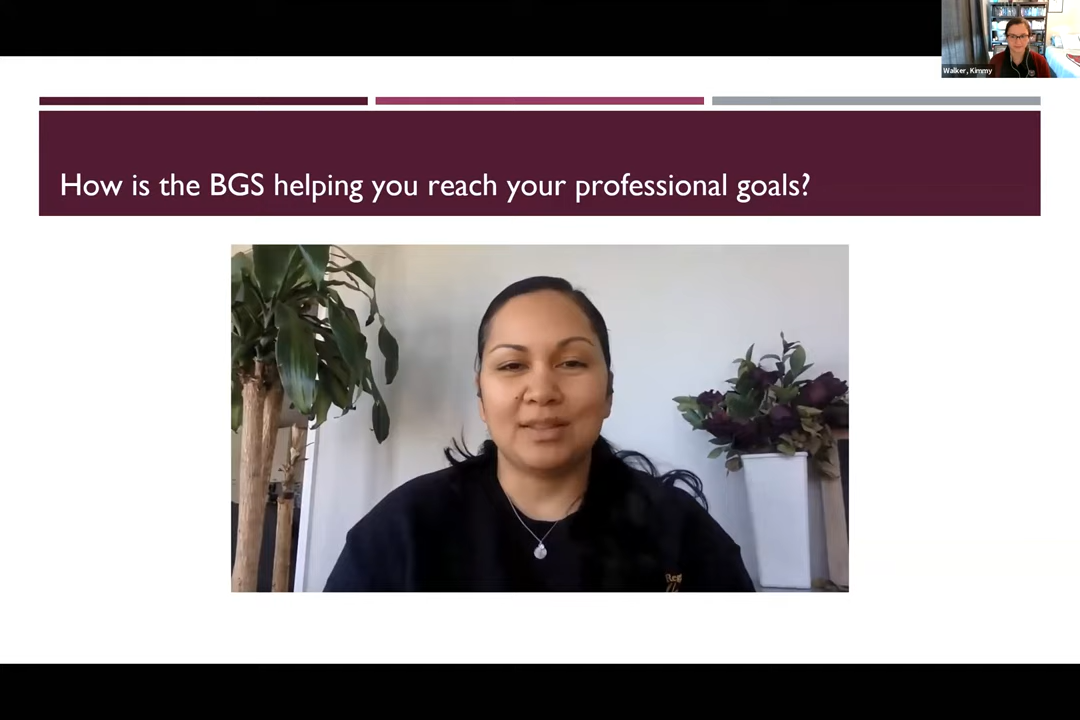 Walker, Kimmy
How is the BGS helping you reach your professional goals?